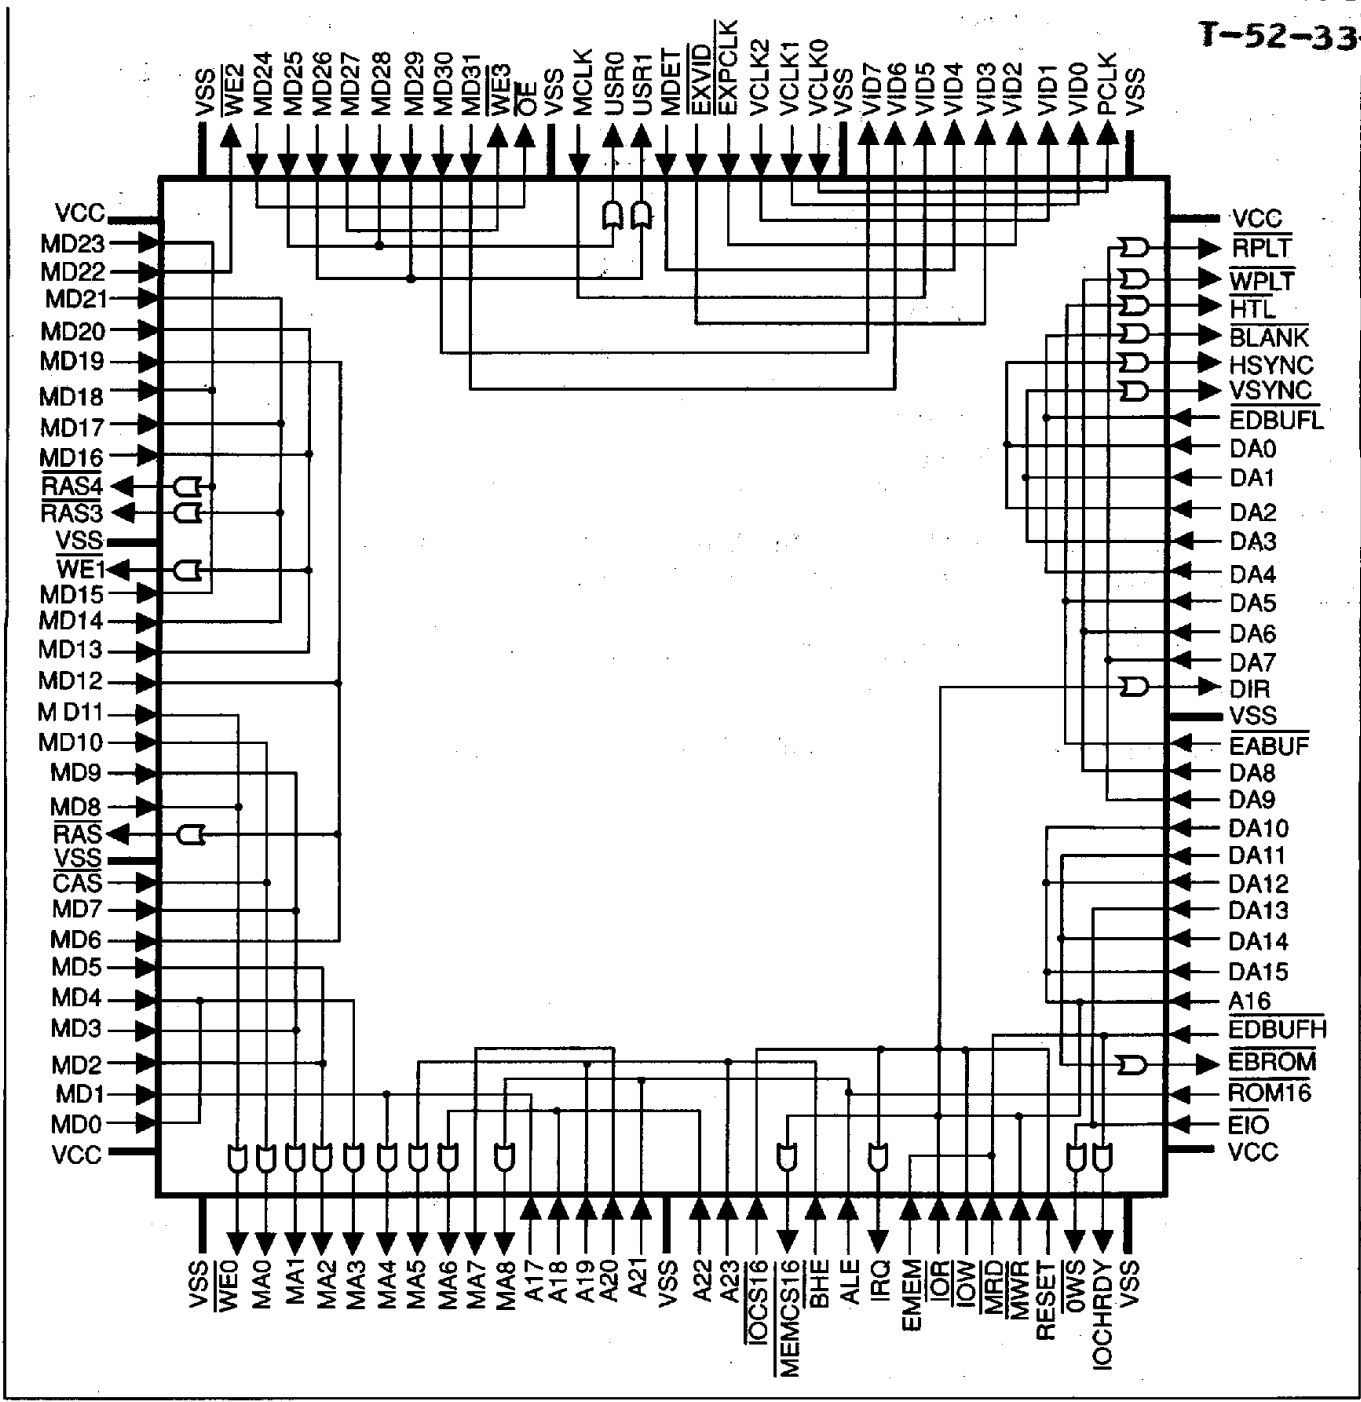 T-52-33-
VSS
WE2
MD24
MD25
MD26
MD27
MD28
MD29
MD30
MD31
WE3
OE
VSS
MCLK
USR0
USR1
MDET
EXVID
EXPCLK
VCLK2
VCLK1
VCLK0
VSS
VID7
VID6
VID5
VID4
VID3
VID2
VID1
VID0
PCLK
VSS
VCC
MD23
MD22
MD21
MD20
MD19
MD18
MD17
MD16
RAS4
RAS3
VSS
WE1
MD15
MD14
MD13
MD12
M D11
MD10
MD9
MD8
RAS
VSS
CAS
MD7
MD6
MD5
MD4
MD3
MD2
MD1
MD0
VCC
VCC
RPLT
WPLT
HTL
BLANK
HSYNC
VSYNC
EDBUFL
DA0
DA1
DA2
DA3
DA4
DA5
DA6
DA7
DIR
VSS
EABUF
DA8
DA9
DA10
DA11
DA12
DA13
DA14
DA15
A16
EDBUFH
EBROM
ROM16
EIO
VCC
VSS
WE0
MA0
MA1
MA2
MA3
MA4
MA5
MA6
MA7
MA8
A17
A18
A19
A20
A21
VSS
A22
A23
IOCS16
MEMCS16
BHE
ALE
IRQ
EMEM
IOR
IOW
MRD
MWR
RESET
0WS
IOCHRDY
VSS